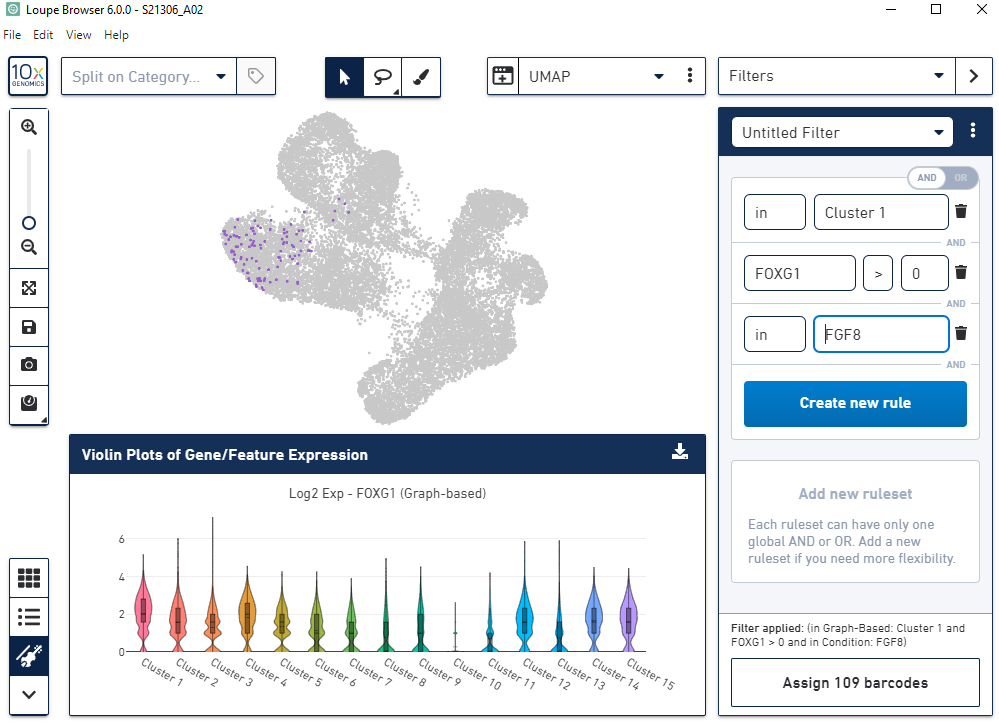 Loupe Browser 6.0.0 - S21306_A02
File Edit View Help
10x
GENOMICS
Split on Category...
UMAP
Filters
Untitled Filter
AND OR
in Cluster 1
AND
FOXG1 > 0
AND
in FGF8
AND
Create new rule
Add new ruleset
Each ruleset can have only one
global AND or OR. Add a new
ruleset if you need more flexibility.
Filter applied: (in Graph-Based: Cluster 1 and
FOXG1 > 0 and in Condition: FGF8)
Assign 109 barcodes
Violin Plots of Gene/Feature Expression
Log2 Exp - FOXG1 (Graph-based)
6
4
2
0
Cluster 1
Cluster 2
Cluster 3
Cluster 4
Cluster 5
Cluster 6
Cluster 7
Cluster 8
Cluster 9
Cluster 10
Cluster 11
Cluster 12
Cluster 13
Cluster 14
Cluster 15